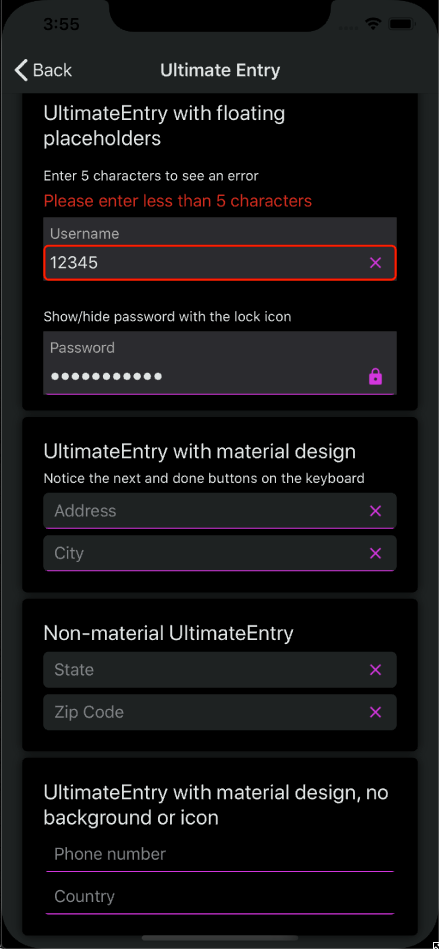 3:55
Back
Ultimate Entry
UltimateEntry with floating
placeholders
Enter 5 characters to see an error
Please enter less than 5 characters
Username
12345
Show/hide password with the lock icon
Password
•••••••••••
UltimateEntry with material design
Notice the next and done buttons on the keyboard
Address
City
Non-material UltimateEntry
State
Zip Code
UltimateEntry with material design, no
background or icon
Phone number
Country